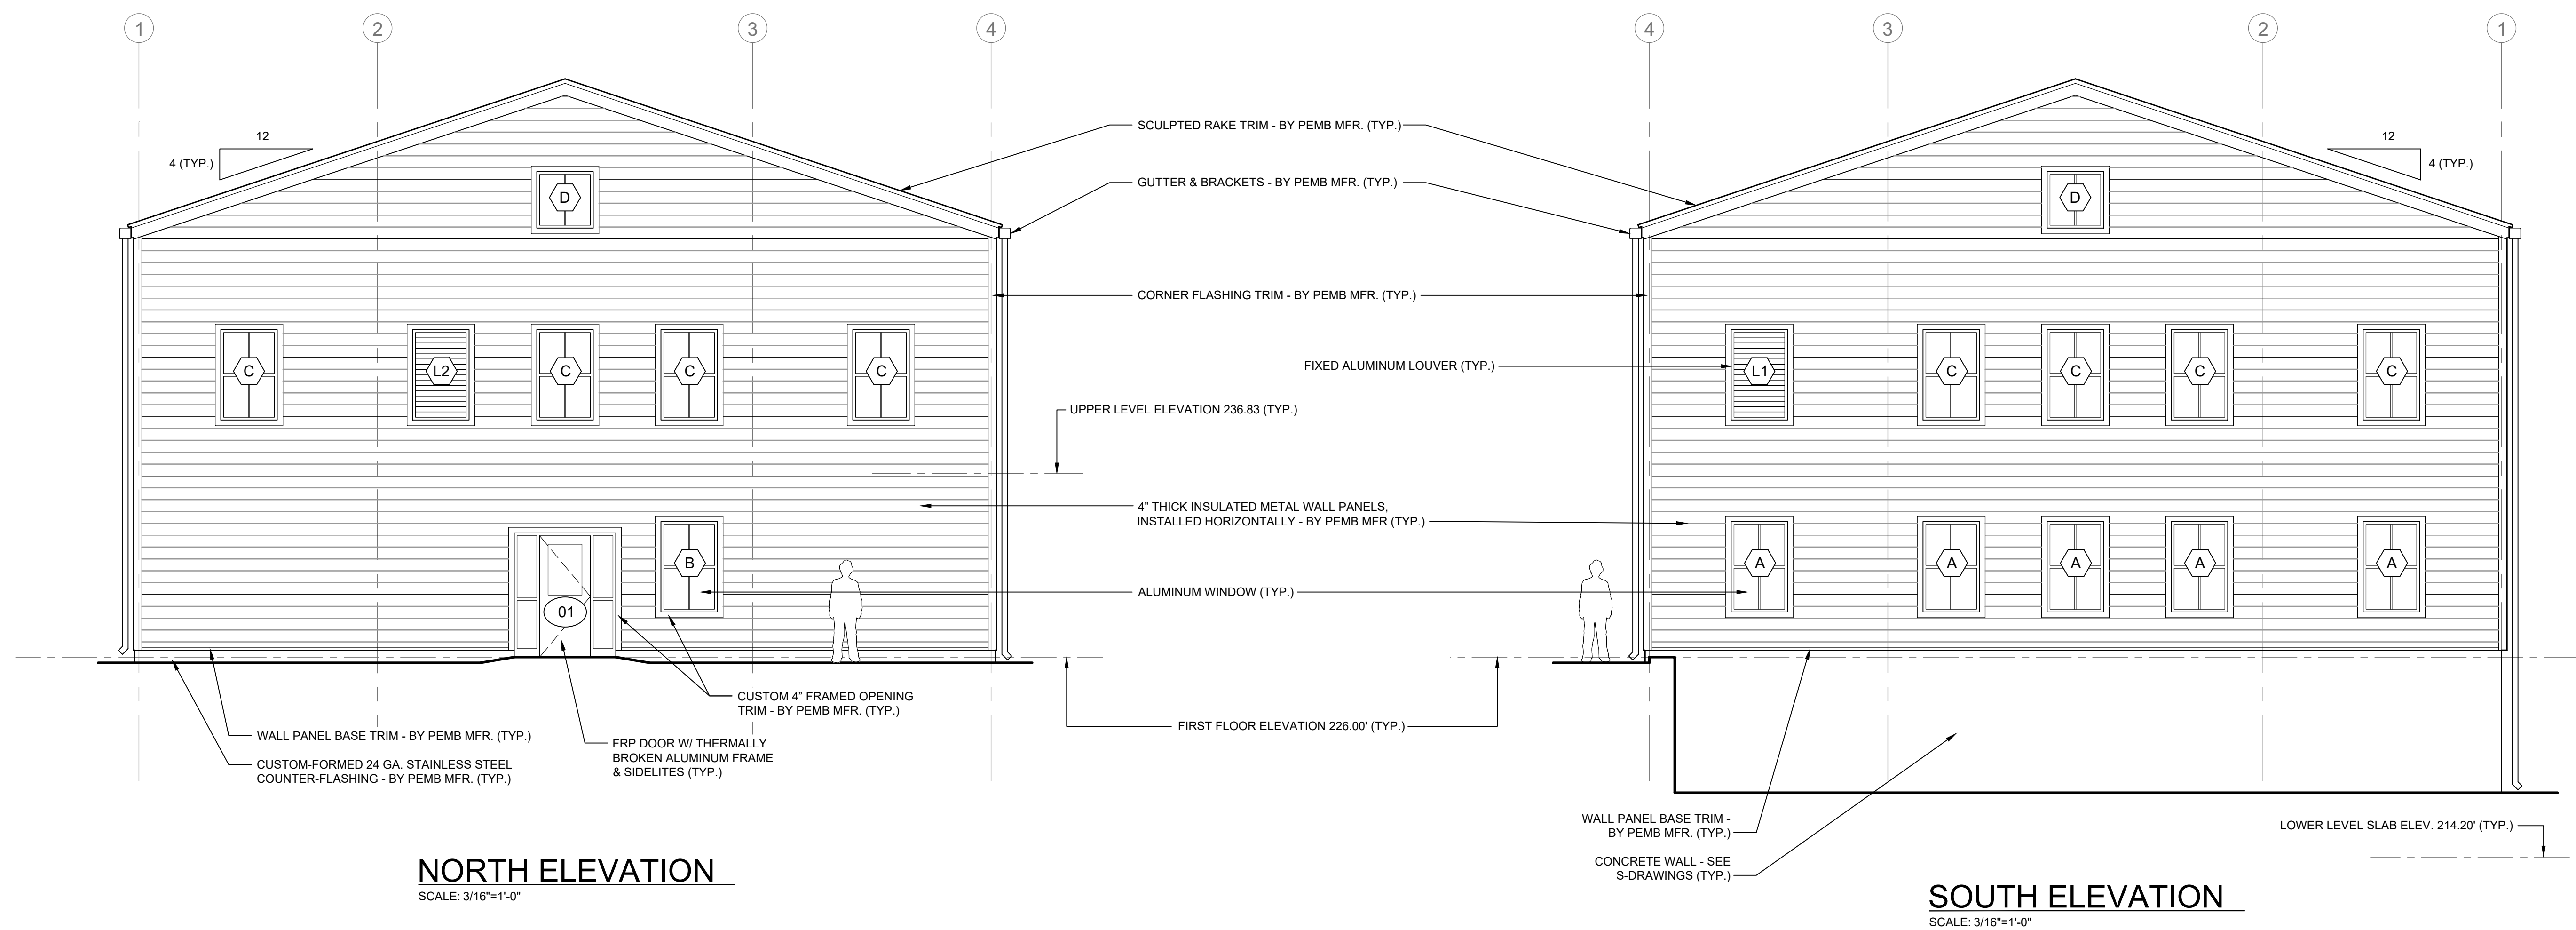 1 2 3 4 4 3 2 1
12
4 (TYP.)
D
C L2 C C C
B
01
SCULPTED RAKE TRIM - BY PEMB MFR. (TYP.)
GUTTER & BRACKETS - BY PEMB MFR. (TYP.)
CORNER FLASHING TRIM - BY PEMB MFR. (TYP.)
FIXED ALUMINUM LOUVER (TYP.)
UPPER LEVEL ELEVATION 236.83 (TYP.)
4" THICK INSULATED METAL WALL PANELS,
INSTALLED HORIZONTALLY - BY PEMB MFR (TYP.)
ALUMINUM WINDOW (TYP.)
12
4 (TYP.)
D
L1 C C C C
A A A A A
CUSTOM 4" FRAMED OPENING
TRIM - BY PEMB MFR. (TYP.)
FIRST FLOOR ELEVATION 226.00' (TYP.)
WALL PANEL BASE TRIM - BY PEMB MFR. (TYP.)
CUSTOM-FORMED 24 GA. STAINLESS STEEL
COUNTER-FLASHING - BY PEMB MFR. (TYP.)
FRP DOOR W/ THERMALLY
BROKEN ALUMINUM FRAME
& SIDELITES (TYP.)
WALL PANEL BASE TRIM -
BY PEMB MFR. (TYP.)
CONCRETE WALL - SEE
S-DRAWINGS (TYP.)
LOWER LEVEL SLAB ELEV. 214.20' (TYP.)
NORTH ELEVATION
SCALE: 3/16"=1'-0"
SOUTH ELEVATION
SCALE: 3/16"=1'-0"